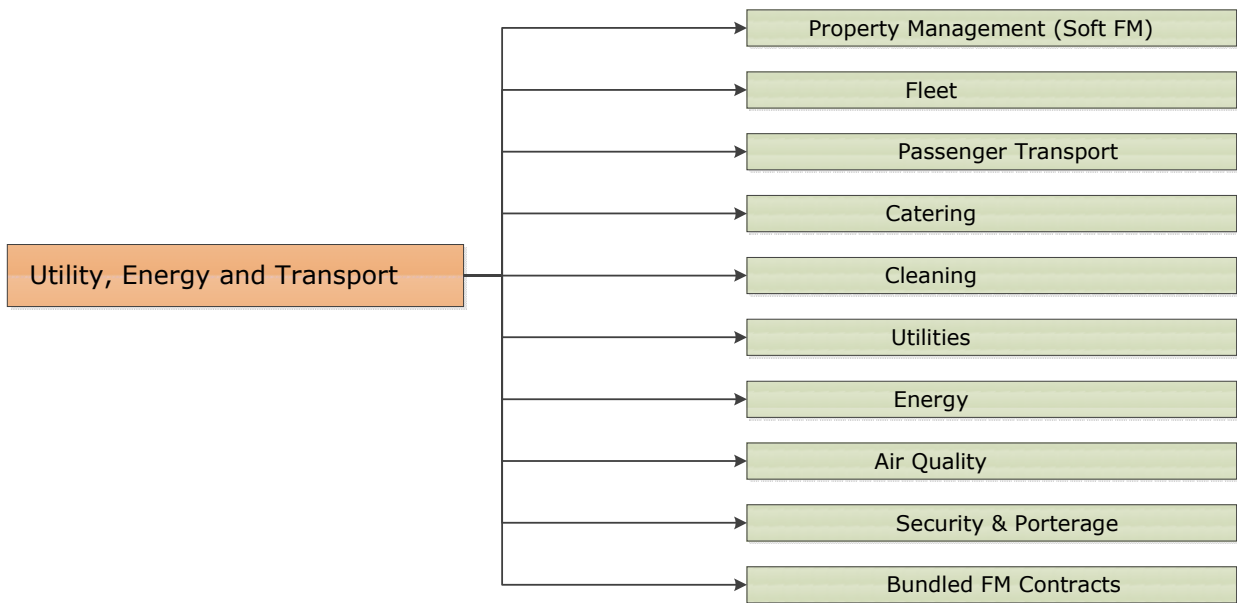 Utility, Energy and Transport
Property Management (Soft FM)
Fleet
Passenger Transport
Catering
Cleaning
Utilities
Energy
Air Quality
Security & Porterage
Bundled FM Contracts